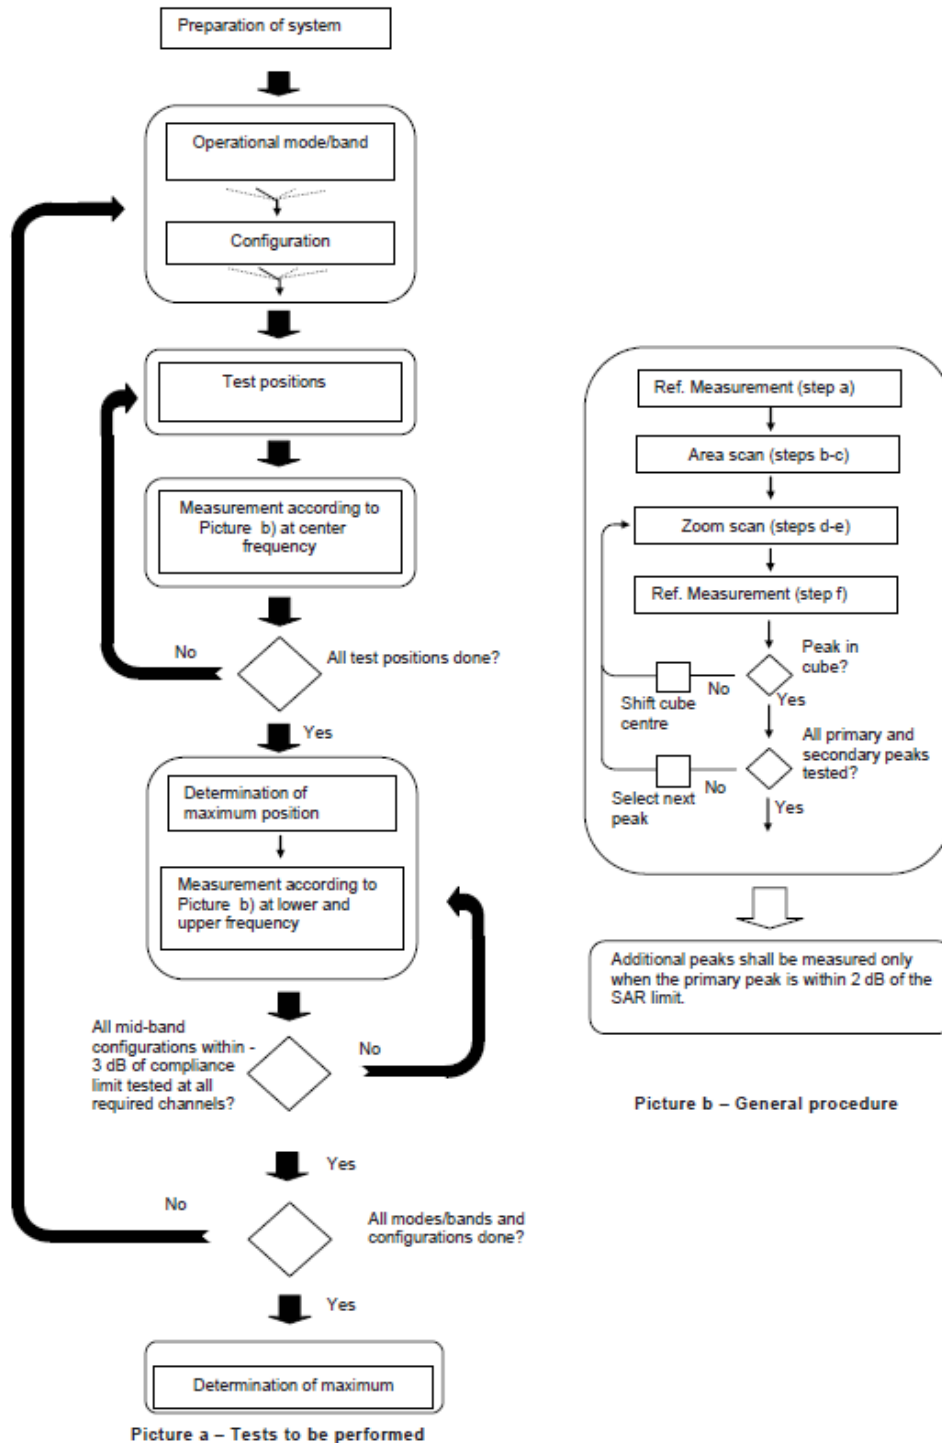 Preparation of system
Operational mode/band
Configuration
Test positions
Measurement according to
Picture b) at center
frequency
No
All test positions done?
Yes
Determination of
maximum position
Measurement according to
Picture b) at lower and
upper frequency
All mid-band
configurations within -
3 dB of compliance
limit tested at all
required channels?
No
Yes
No
All modes/bands and
configurations done?
Yes
Determination of maximum
Picture a – Tests to be performed
Ref. Measurement (step a)
Area scan (steps b-c)
Zoom scan (steps d-e)
Ref. Measurement (step f)
Peak in
cube?
No
Yes
Shift cube
centre
All primary and
secondary peaks
tested?
No
Yes
Select next
peak
Additional peaks shall be measured only
when the primary peak is within 2 dB of the
SAR limit.
Picture b – General procedure